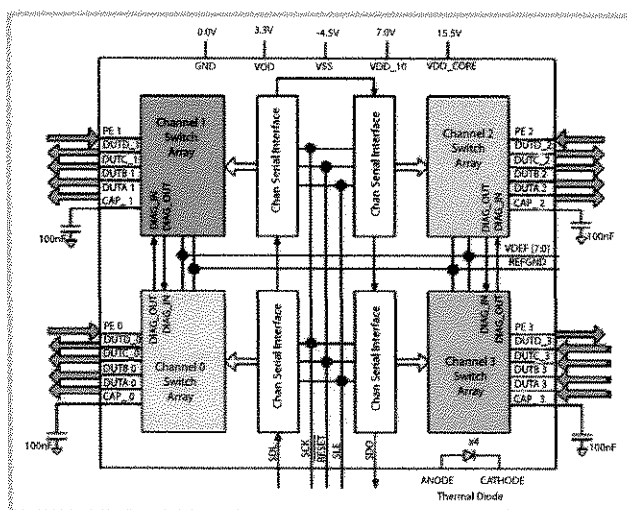 0.0V 3.3V -4.5V 7.0V 15.5V
GND VDD VSS VDD_10 VDD_CORE
PE 1
DUTD_1
DUTC_1
DUTB 1
DUTA 1
CAP_1
100nF
Channel 1
Switch
Array
DIAG_IN
DIAG_OUT
Chan Serial Interface
Chan Serial Interface
Channel 2
Switch
Array
DIAG_OUT
DIAG_IN
PE 2
DUTD_2
DUTC_2
DUTB 2
DUTA 2
CAP_2
100nF
VDEF [7:0]
REFGND
PE 0
DUTD_0
DUTC_0
DUTB 0
DUTA 0
CAP_0
100nF
DIAG_OUT
DIAG_IN
Channel 0
Switch
Array
Chan Serial Interface
Chan Serial Interface
DIAG_IN
DIAG_OUT
Channel 3
Switch
Array
PE 3
DUTD_3
DUTC_3
DUTB 3
DUTA 3
CAP_3
100nF
SDI
SCK
RESET
SLE
SDO
x4
ANODE CATHODE
Thermal Diode